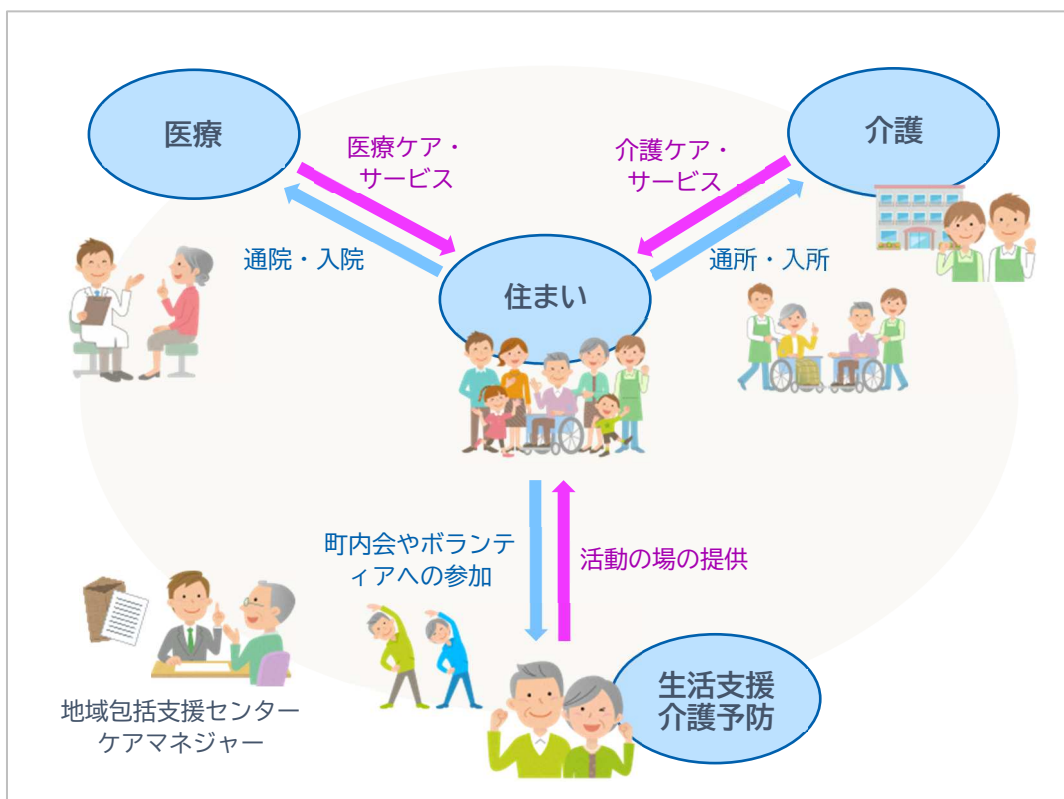 医療
介護
医療ケア・
サービス
介護ケア・
サービス
通院・入院
通所・入所
住まい
町内会やボランテ
ィアへの参加
活動の場の提供
生活支援
介護予防
地域包括支援センター
ケアマネジャー